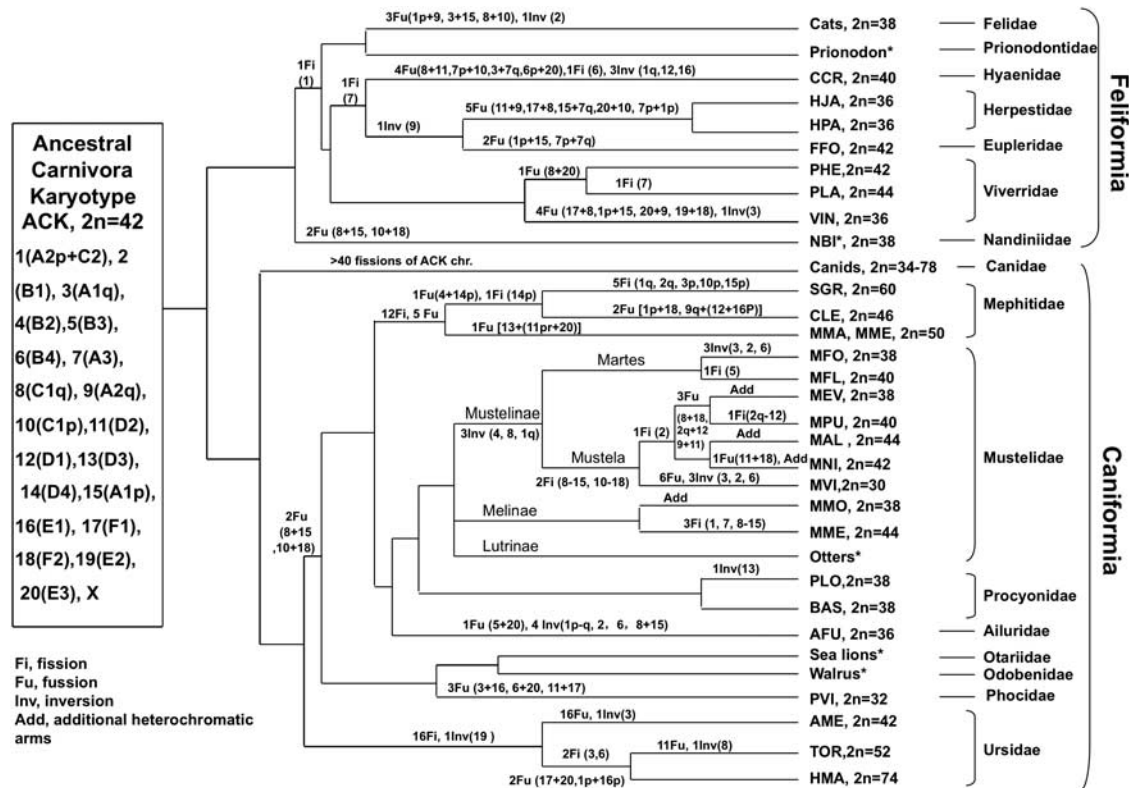 Ancestral
Carnivora
Karyotype
ACK, 2n=42
1(A2p+C2), 2
(B1), 3(A1q),
4(B2),5(B3),
6(B4), 7(A3),
8(C1q), 9(A2q),
10(C1p),11(D2),
12(D1),13(D3),
14(D4),15(A1p),
16(E1), 17(F1),
18(F2),19(E2),
20(E3), X
Fi, fission
Fu, fussion
Inv, inversion
Add, additional heterochromatic
arms
3Fu(1p+9, 3+15, 8+10), 1Inv (2)
Cats, 2n=38
Felidae
Prionodon*
Prionodontidae
1Fi
(1)
1Fi
(7)
4Fu(8+11,7p+10,3+7q,6p+20),1Fi (6), 3Inv (1q,12,16)
CCR, 2n=40
Hyaenidae
5Fu (11+9,17+8,15+7q,20+10, 7p+1p)
HJA, 2n=36
HPA, 2n=36
Herpestidae
1Inv (9)
2Fu (1p+15, 7p+7q)
FFO, 2n=42
Eupleridae
1Fu (8+20)
PHE,2n=42
1Fi (7)
PLA, 2n=44
Viverridae
4Fu (17+8,1p+15, 20+9, 19+18), 1Inv(3)
VIN, 2n=36
2Fu (8+15, 10+18)
NBI*, 2n=38
Nandiniidae
Feliformia
>40 fissions of ACK chr.
Canids, 2n=34-78
Canidae
12Fi, 5 Fu
1Fu(4+14p), 1Fi (14p)
5Fi (1q, 2q, 3p,10p,15p)
SGR, 2n=60
2Fu [1p+18, 9q+(12+16P)]
CLE, 2n=46
Mephitidae
1Fu [13+(11pr+20)]
MMA, MME, 2n=50
Martes
3Inv(3, 2, 6)
MFO, 2n=38
1Fi (5)
MFL, 2n=40
Mustelinae
3Inv (4, 8, 1q)
Mustela
2Fi (8-15, 10-18)
1Fi (2)
3Fu
(8+18,
2q+12
9+11)
Add
MEV, 2n=38
1Fi(2q-12)
MPU, 2n=40
Add
MAL , 2n=44
1Fu(11+18), Add
MNI, 2n=42
6Fu, 3Inv (3, 2, 6)
MVI,2n=30
Mustelidae
Melinae
Add
MMO, 2n=38
3Fi (1, 7, 8-15)
MME, 2n=44
Lutrinae
Otters*
2Fu
(8+15
,10+18)
1Inv(13)
PLO,2n=38
BAS, 2n=38
Procyonidae
1Fu (5+20), 4 Inv(1p-q, 2, 6, 8+15)
AFU, 2n=36
Ailuridae
Sea lions*
Otariidae
Walrus*
Odobenidae
3Fu (3+16, 6+20, 11+17)
PVI, 2n=32
Phocidae
16Fi, 1Inv(19 )
16Fu, 1Inv(3)
AME, 2n=42
2Fi (3,6)
11Fu, 1Inv(8)
TOR,2n=52
Ursidae
2Fu (17+20,1p+16p)
HMA, 2n=74
Caniformia